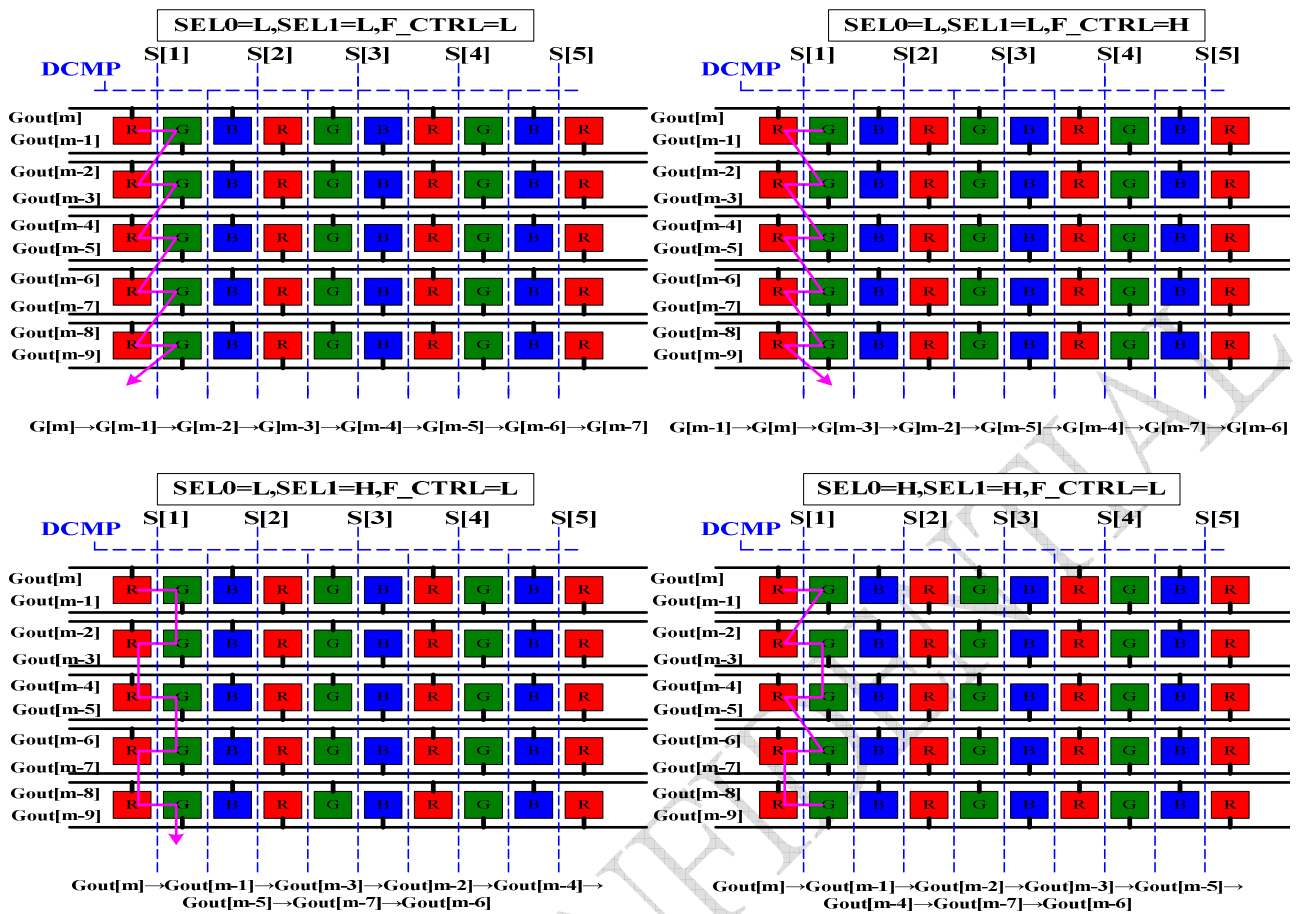 SEL0=L,SEL1=L,F_CTRL=L
S[1] S[2] S[3] S[4] S[5]
DCMP
Gout[m]
R G B R G B R G B R
Gout[m-1]
Gout[m-2]
R G B R G B R G B R
Gout[m-3]
Gout[m-4]
R G B R G B R G B R
Gout[m-5]
Gout[m-6]
R G B R G B R G B R
Gout[m-7]
Gout[m-8]
R G B R G B R G B R
Gout[m-9]
G[m]→G[m-1]→G[m-2]→G]m-3]→G[m-4]→G[m-5]→G[m-6]→G[m-7]
SEL0=L,SEL1=L,F_CTRL=H
S[1] S[2] S[3] S[4] S[5]
DCMP
Gout[m]
R G B R G B R G B R
Gout[m-1]
Gout[m-2]
R G B R G B R G B R
Gout[m-3]
Gout[m-4]
R G B R G B R G B R
Gout[m-5]
Gout[m-6]
R G B R G B R G B R
Gout[m-7]
Gout[m-8]
R G B R G B R G B R
Gout[m-9]
G[m-1]→G[m]→G[m-3]→G[m-2]→G[m-5]→G[m-4]→G[m-7]→G[m-6]
SEL0=L,SEL1=H,F_CTRL=L
S[1] S[2] S[3] S[4] S[5]
DCMP
Gout[m]
R G B R G B R G B R
Gout[m-1]
Gout[m-2]
R G B R G B R G B R
Gout[m-3]
Gout[m-4]
R G B R G B R G B R
Gout[m-5]
Gout[m-6]
R G B R G B R G B R
Gout[m-7]
Gout[m-8]
R G B R G B R G B R
Gout[m-9]
Gout[m]→Gout[m-1]→Gout[m-3]→Gout]m-2]→Gout[m-4]→
Gout[m-5]→Gout[m-7]→Gout[m-6]
SEL0=H,SEL1=H,F_CTRL=L
S[1] S[2] S[3] S[4] S[5]
DCMP
Gout[m]
R G B R G B R G B R
Gout[m-1]
Gout[m-2]
R G B R G B R G B R
Gout[m-3]
Gout[m-4]
R G B R G B R G B R
Gout[m-5]
Gout[m-6]
R G B R G B R G B R
Gout[m-7]
Gout[m-8]
R G B R G B R G B R
Gout[m-9]
Gout[m]→Gout[m-1]→Gout[m-2]→Gout]m-3]→Gout[m-5]→
Gout[m-4]→Gout[m-7]→Gout[m-6]
NFIDENTIAL